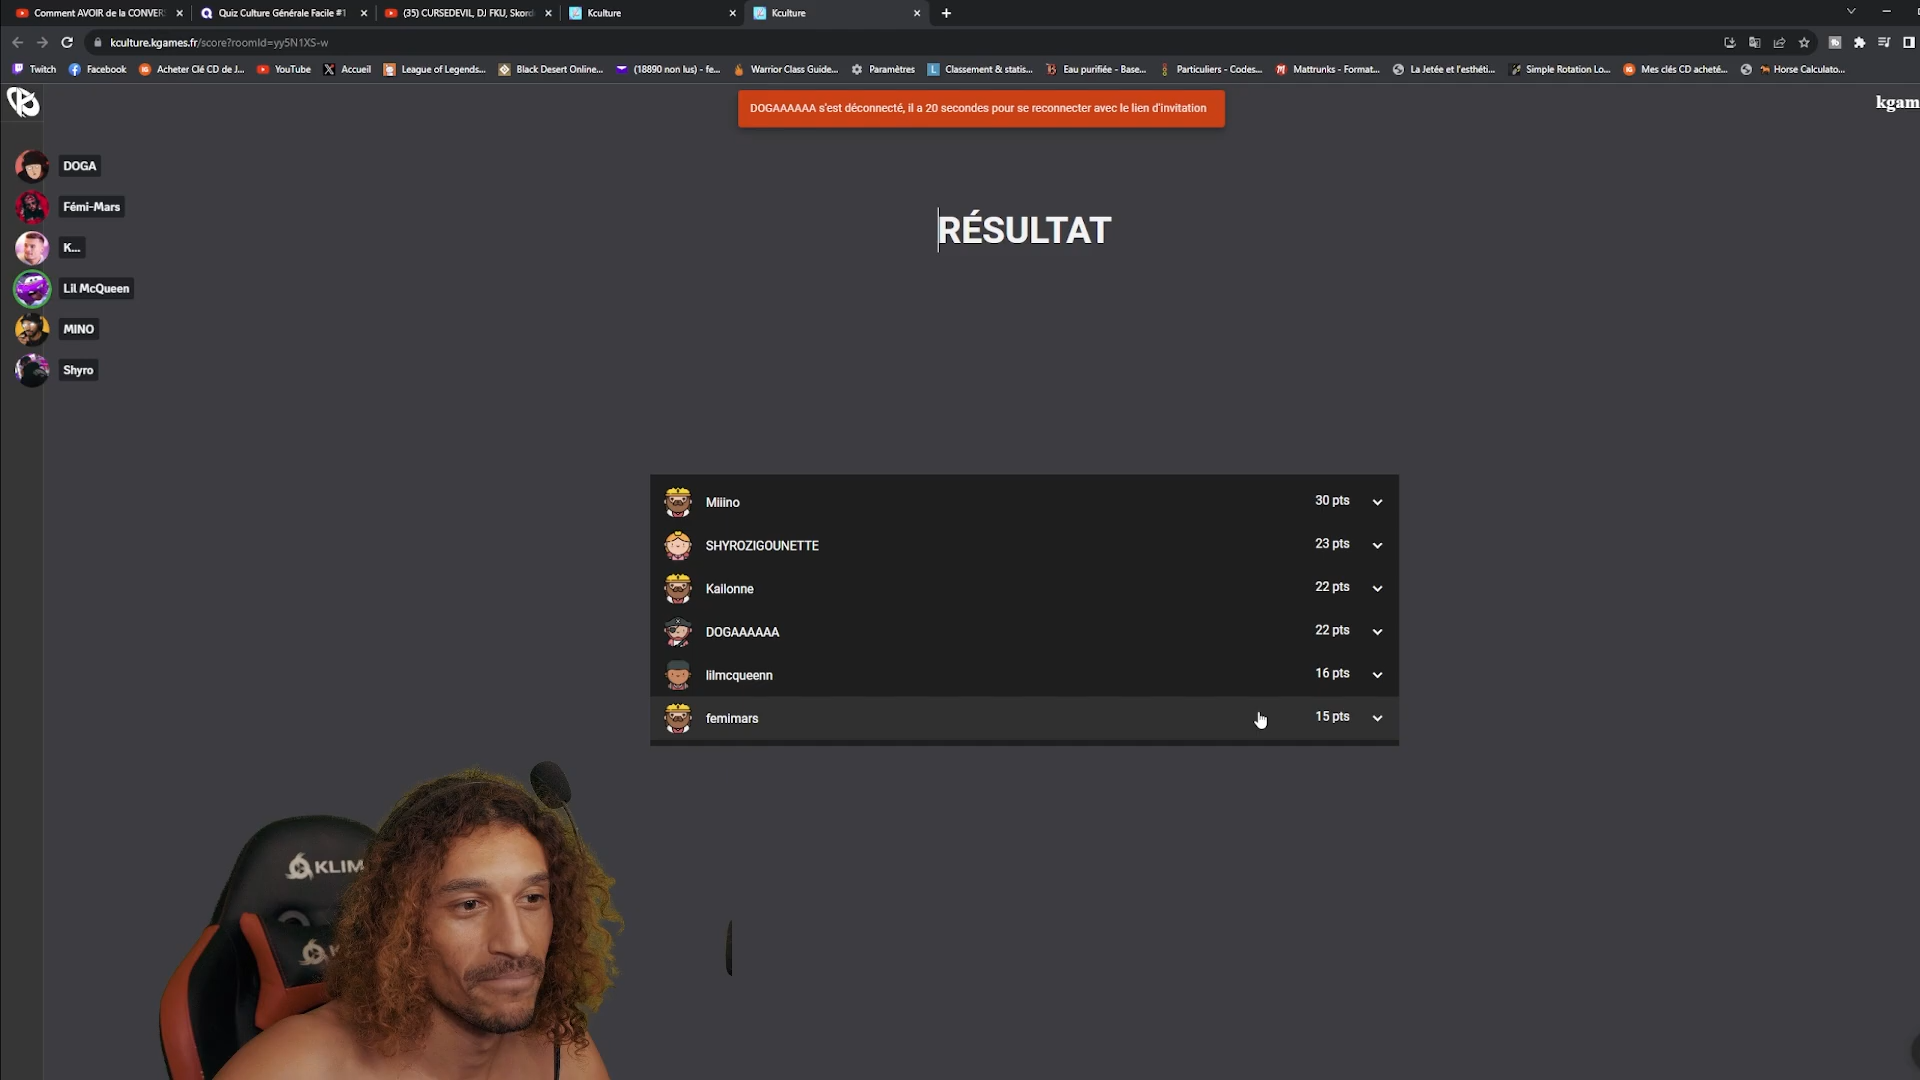 Comment AVOIR de la CONVER
Quiz Culture Générale Facile #1
(35) CURSEDEVIL, DJ FKU, Skord
Kculture
Kculture
kculture.kgames.fr/score?roomId=yy5N1XS-w
Twitch
Facebook
Acheter Clé CD de J...
YouTube
Accueil
League of Legends...
Black Desert Online...
(18890 non lus) - fe...
Warrior Class Guide...
Paramètres
Classement & statis...
Eau purifiée - Base...
Particuliers - Codes...
Mattrunks - Format...
La Jetée et l'esthéti...
Simple Rotation Lo...
Mes clés CD acheté...
Horse Calculato...
DOGAAAAAA s'est déconnecté, il a 20 secondes pour se reconnecter avec le lien d'invitation
kgam
DOGA
Fémi-Mars
K...
Lil McQueen
MINO
Shyro
RÉSULTAT
Miiino 30 pts
SHYROZIGOUNETTE 23 pts
Kailonne 22 pts
DOGAAAAAA 22 pts
lilmcqueenn 16 pts
femimars 15 pts
KLIM